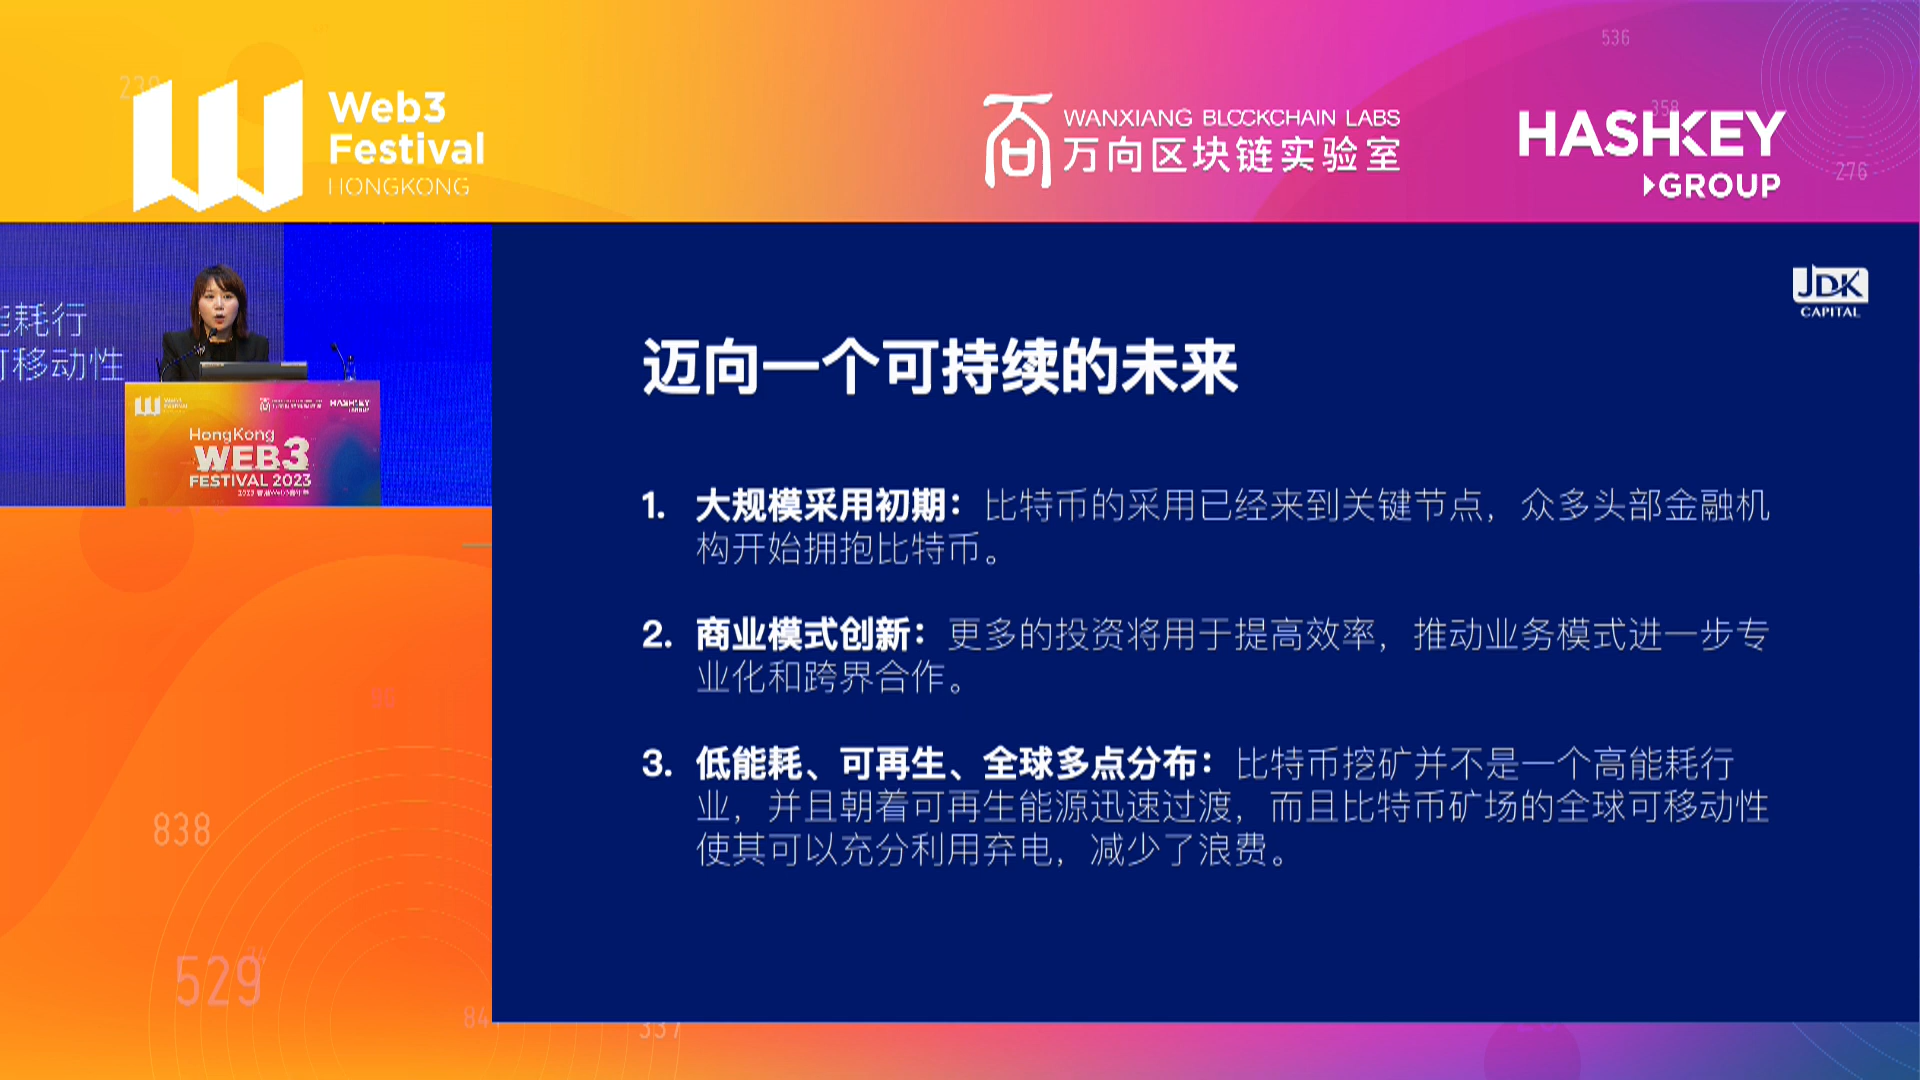 Web3
Festival
HONGKONG
WANXIANG BLOCKCHAIN LABS
万向区块链实验室
HASHKEY
GROUP
536
358
276
JDK
CAPITAL
能耗行
可移动性
HASHKEY
HongKong
WEB3
FESTIVAL 2023
迈向一个可持续的未来
1. 大规模采用初期：比特币的采用已经来到关键节点，众多头部金融机
构开始拥抱比特币。
2. 商业模式创新：更多的投资将用于提高效率，推动业务模式进一步专
业化和跨界合作。
3. 低能耗、可再生、全球多点分布：比特币挖矿并不是一个高能耗行
业，并且朝着可再生能源迅速过渡，而且比特币矿场的全球可移动性
使其可以充分利用弃电，减少了浪费。
90
838
529